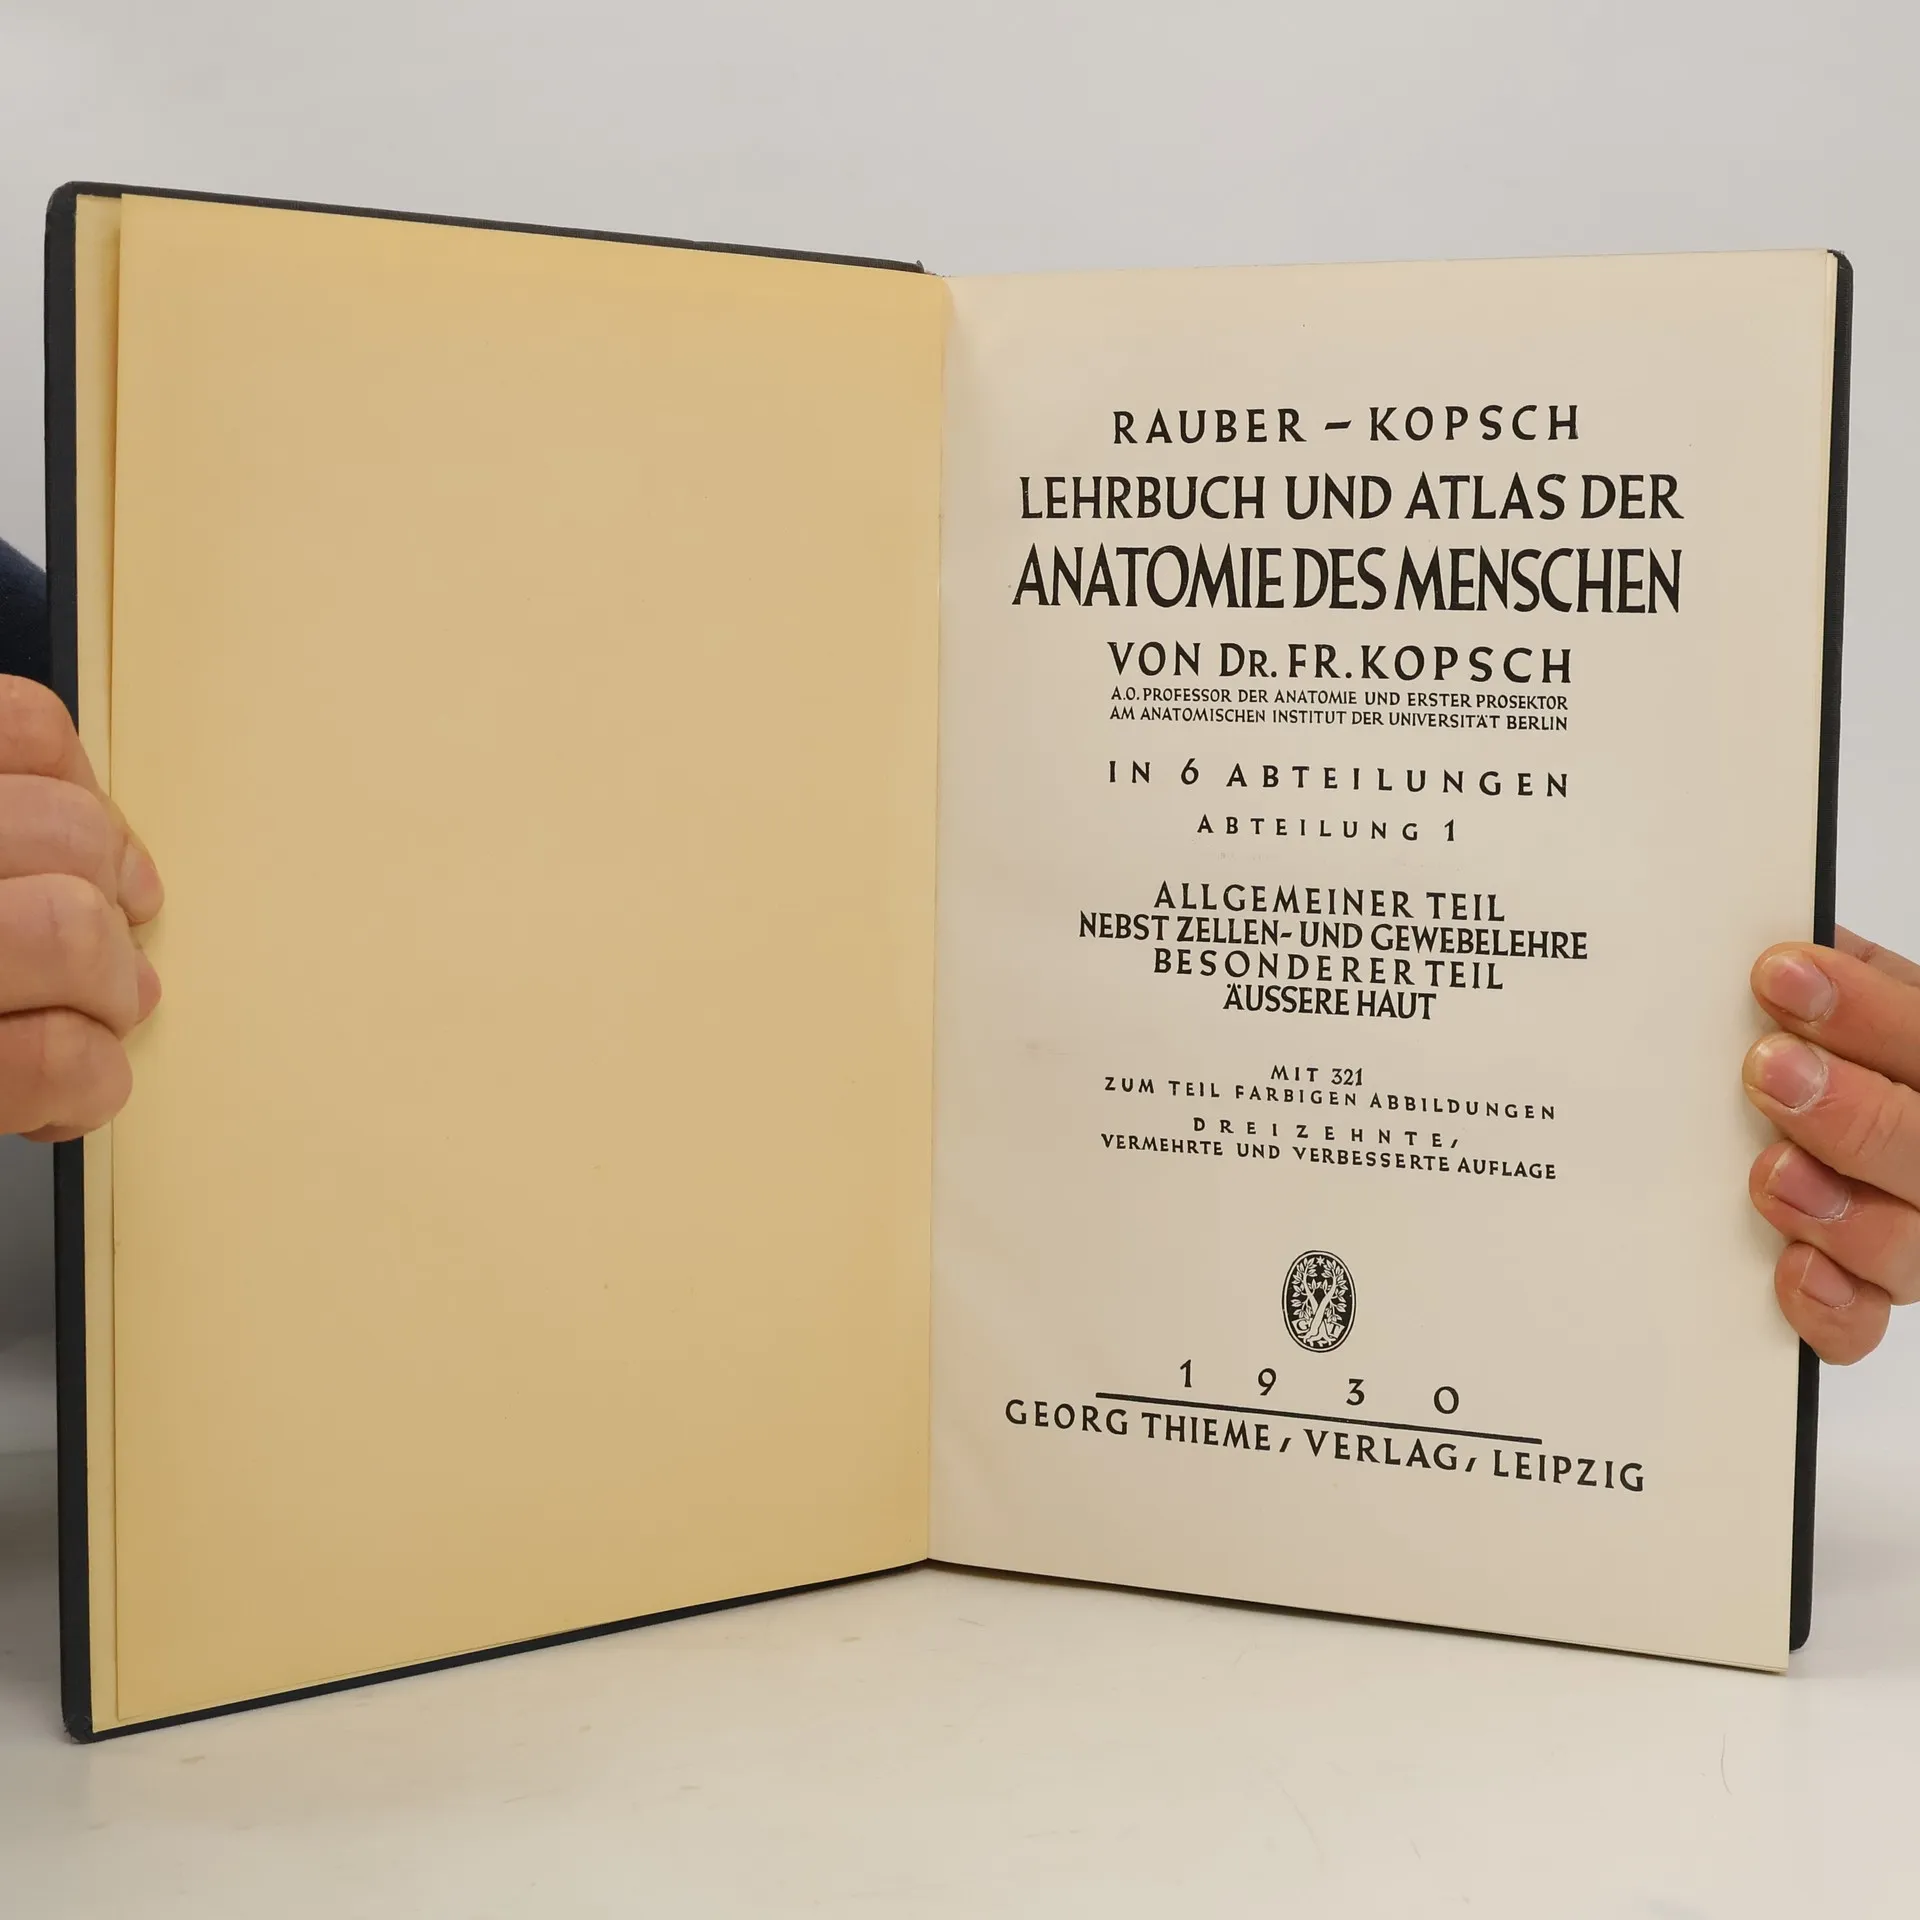 RAUBER – KOPSCH
LEHRBUCH UND ATLAS DER
ANATOMIE DES MENSCHEN
VON DR. FR. KOPSCH
A.O. PROFESSOR DER ANATOMIE UND ERSTER PROSEKTOR
AM ANATOMISCHEN INSTITUT DER UNIVERSITÄT BERLIN
IN 6 ABTEILUNGEN
ABTEILUNG 1
ALLGEMEINER TEIL
NEBST ZELLEN- UND GEWEBELEHRE
BESONDERER TEIL
ÄUSSERE HAUT
MIT 321
ZUM TEIL FARBIGEN ABBILDUNGEN
DREIZEHNTE,
VERMEHRTE UND VERBESSERTE AUFLAGE
G T
1930
GEORG THIEME, VERLAG, LEIPZIG